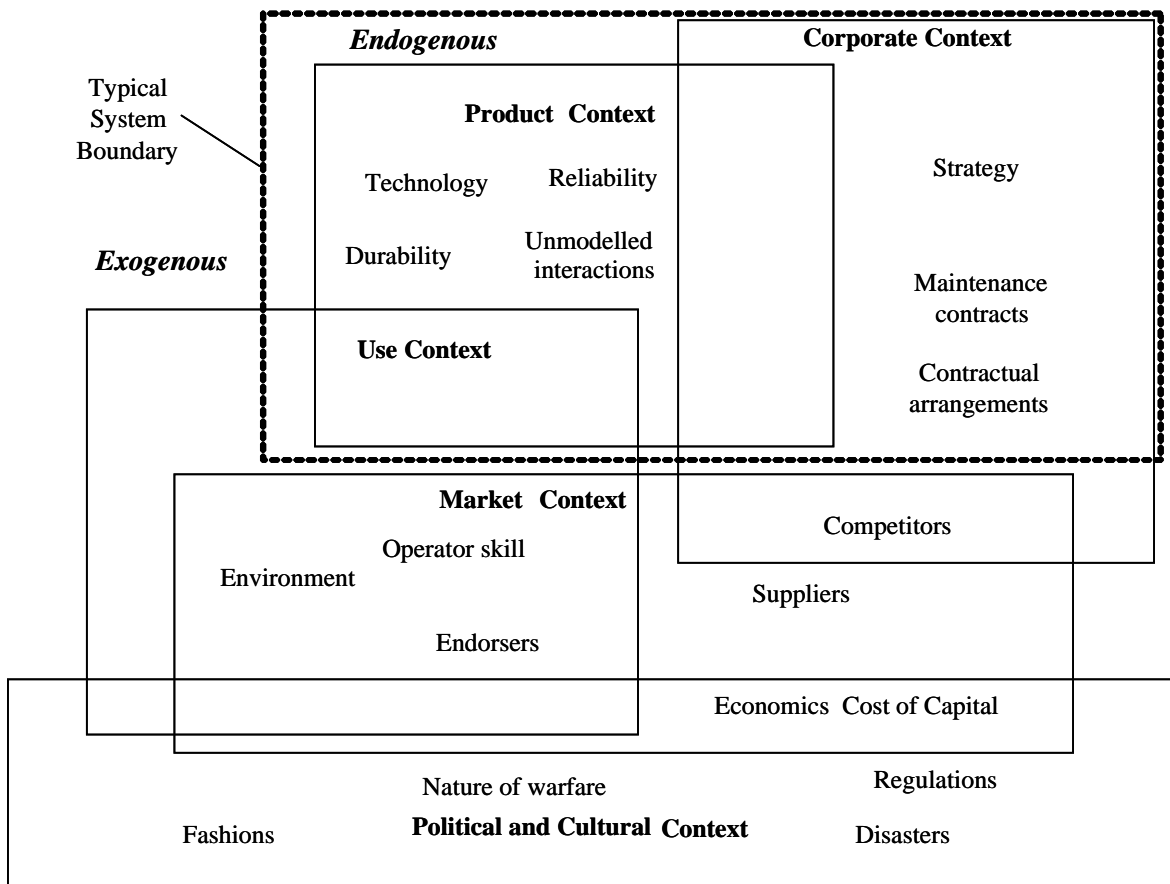 Endogenous
Corporate Context
Typical
System
Boundary
Product Context
Technology
Reliability
Strategy
Durability
Unmodelled
interactions
Exogenous
Maintenance
contracts
Use Context
Contractual
arrangements
Market Context
Competitors
Operator skill
Environment
Suppliers
Endorsers
Economics Cost of Capital
Nature of warfare
Regulations
Fashions
Political and Cultural Context
Disasters